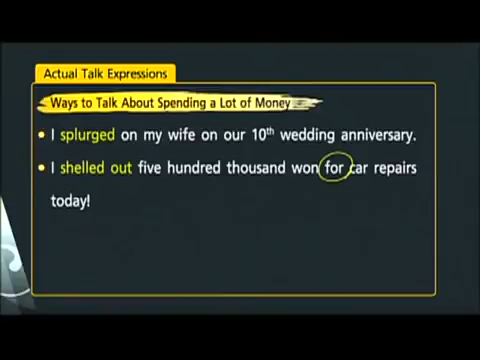 Actual Talk Expressions
Ways to Talk About Spending a Lot of Money
• I splurged on my wife on our 10th wedding anniversary.
• I shelled out five hundred thousand won for car repairs
today!